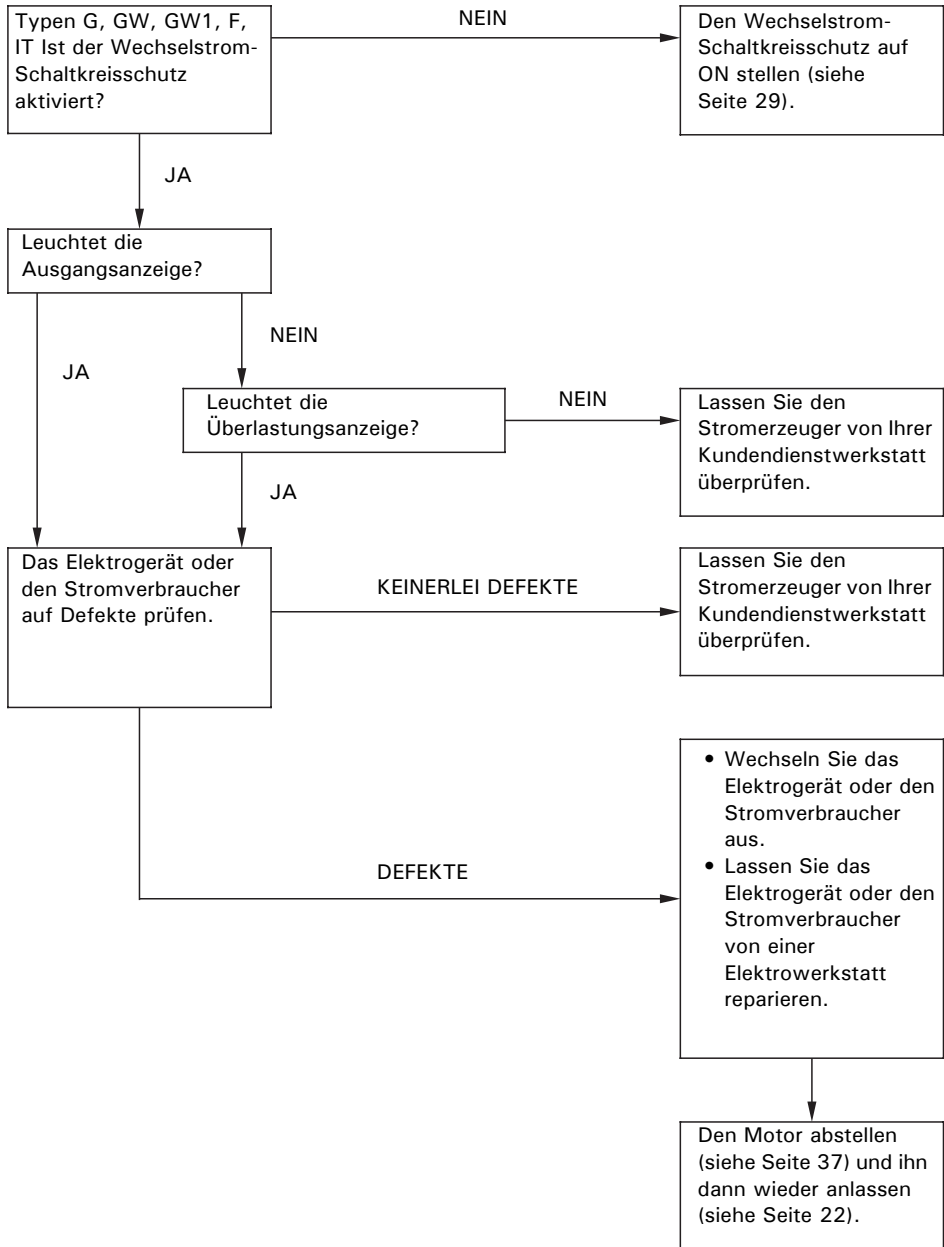 Typen G, GW, GW1, F,
IT Ist der Wechselstrom-
Schaltkreisschutz
aktiviert?
NEIN
Den Wechselstrom-
Schaltkreisschutz auf
ON stellen (siehe
Seite 29).
JA
Leuchtet die
Ausgangsanzeige?
JA
NEIN
Leuchtet die
Überlastungsanzeige?
NEIN
Lassen Sie den
Stromerzeuger von Ihrer
Kundendienstwerkstatt
überprüfen.
JA
Das Elektrogerät oder
den Stromverbraucher
auf Defekte prüfen.
KEINERLEI DEFEKTE
Lassen Sie den
Stromerzeuger von Ihrer
Kundendienstwerkstatt
überprüfen.
DEFEKTE
• Wechseln Sie das
Elektrogerät oder den
Stromverbraucher
aus.
• Lassen Sie das
Elektrogerät oder den
Stromverbraucher
von einer
Elektrowerkstatt
reparieren.
Den Motor abstellen
(siehe Seite 37) und ihn
dann wieder anlassen
(siehe Seite 22).